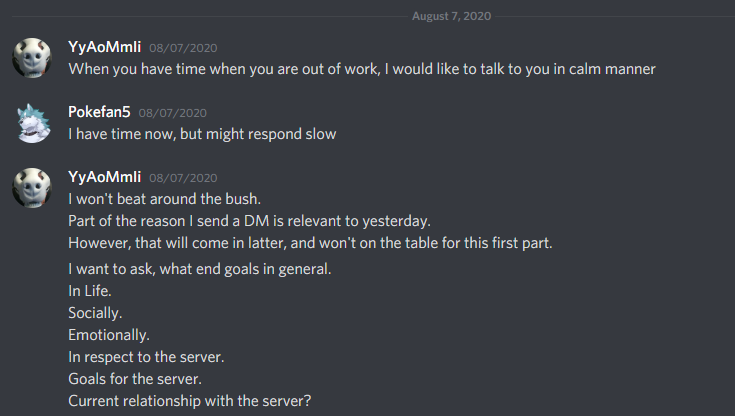 August 7, 2020
YyAoMmIi 08/07/2020
When you have time when you are out of work, I would like to talk to you in calm manner
Pokefan5 08/07/2020
I have time now, but might respond slow
YyAoMmIi 08/07/2020
I won't beat around the bush.
Part of the reason I send a DM is relevant to yesterday.
However, that will come in latter, and won't on the table for this first part.
I want to ask, what end goals in general.
In Life.
Socially.
Emotionally.
In respect to the server.
Goals for the server.
Current relationship with the server?